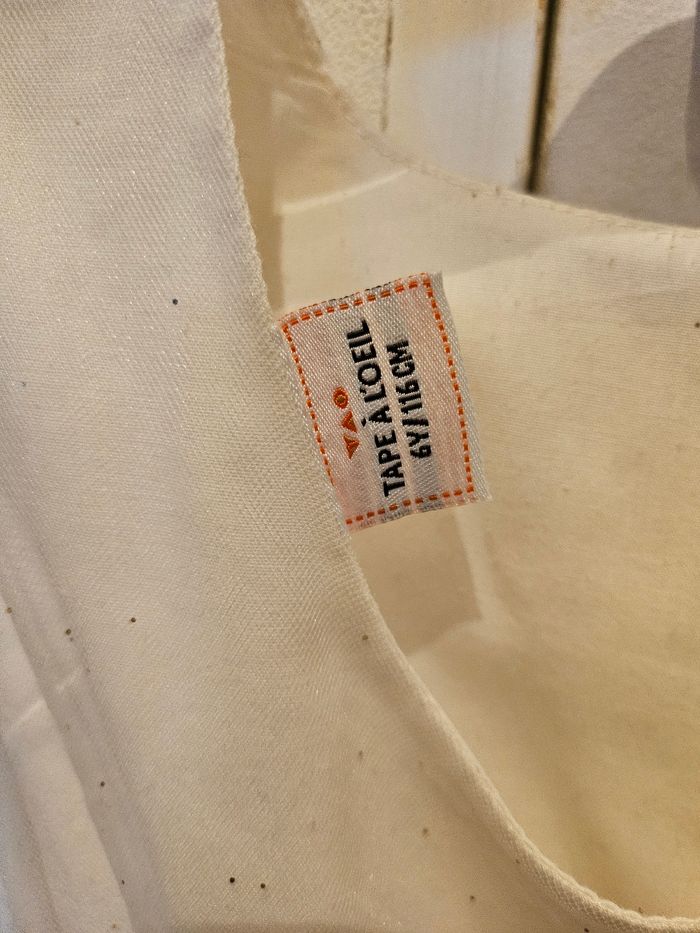 TAPE À L'OEIL
6Y/116 CM